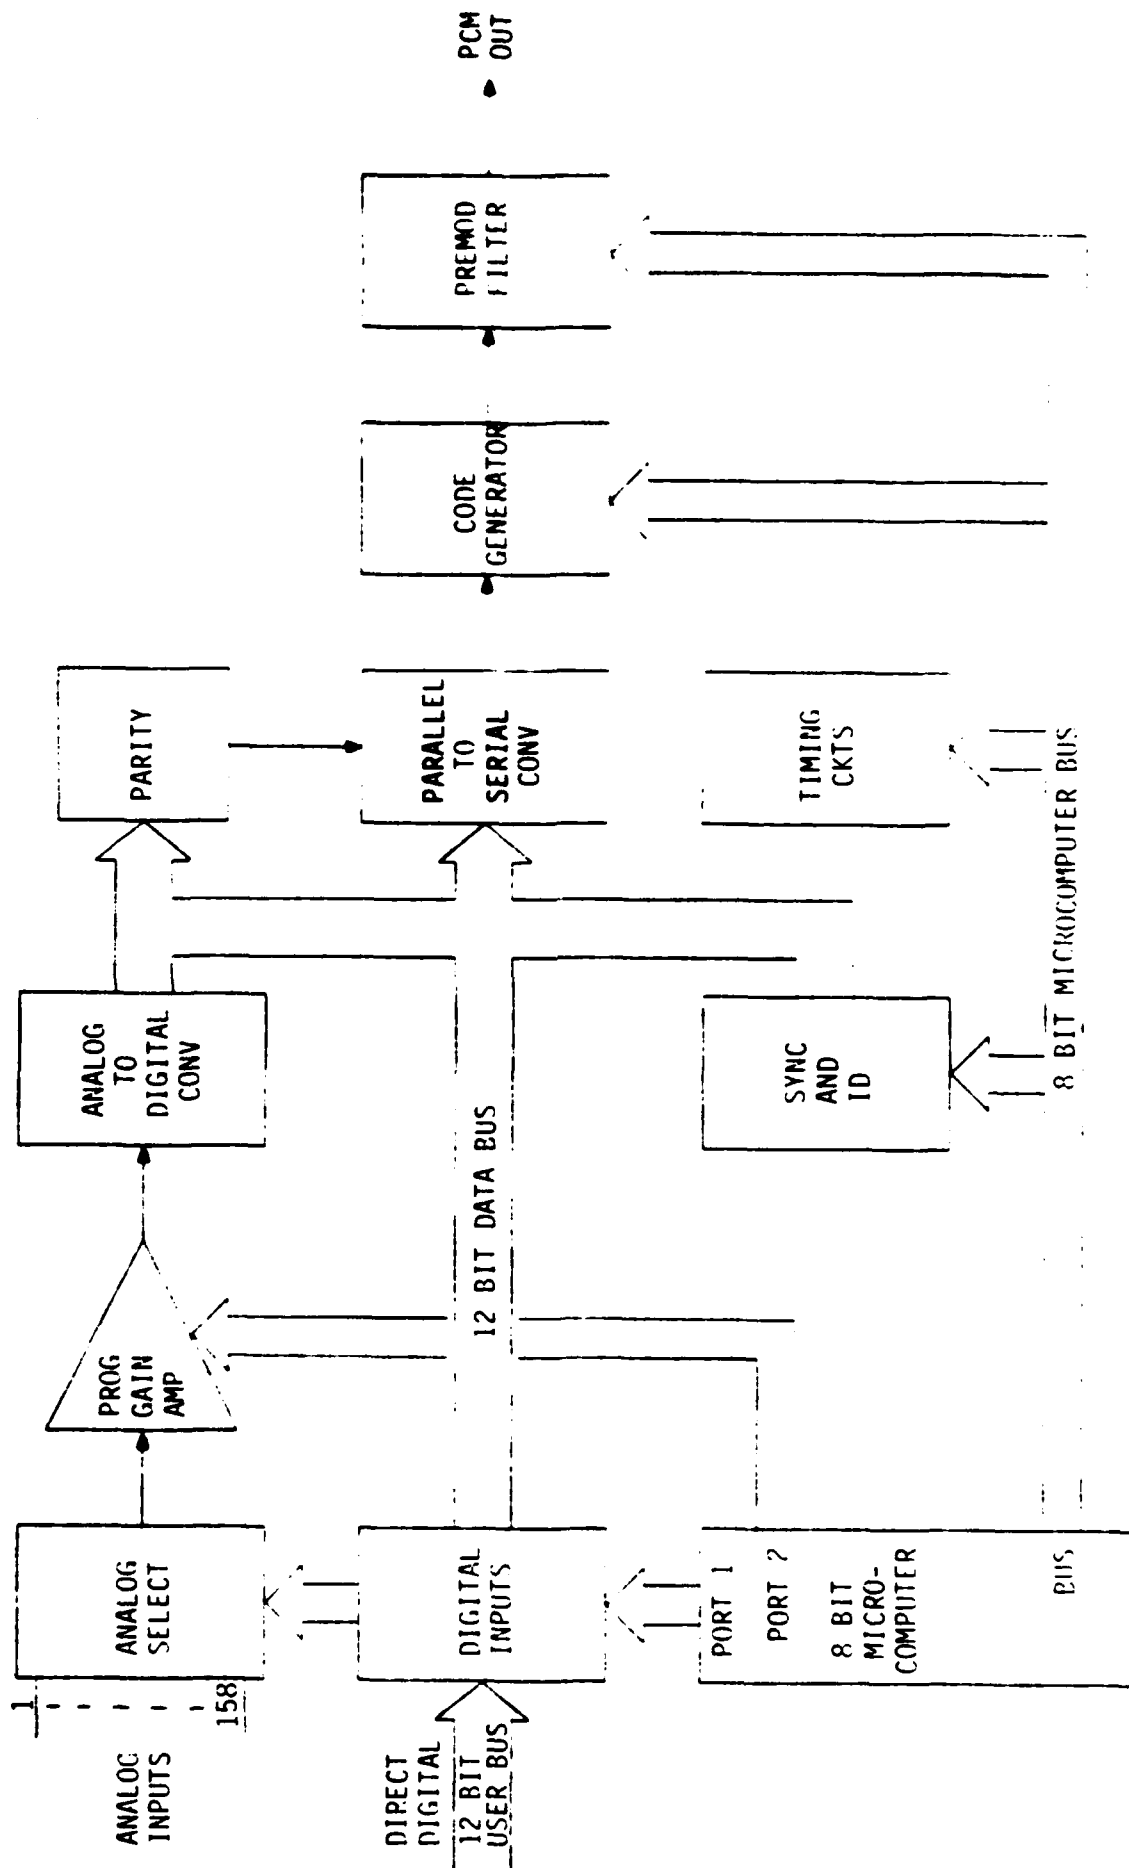 ANALOG
INPUTS
1
158
ANALOG
SELECT
PROG
GAIN
AMP
ANALOG
TO
DIGITAL
CONV
PARITY
DIRECT
DIGITAL
12 BIT
USER BUS
DIGITAL
INPUTS
12 BIT DATA BUS
PARALLEL
TO
SERIAL
CONV
CODE
GENERATOR
PREMOD
FILTER
PCM
OUT
PORT 1
PORT 2
8 BIT
MICRO-
COMPUTER
BUS
SYNC
AND
ID
TIMING
CKTS
8 BIT MICROCOMPUTER BUS